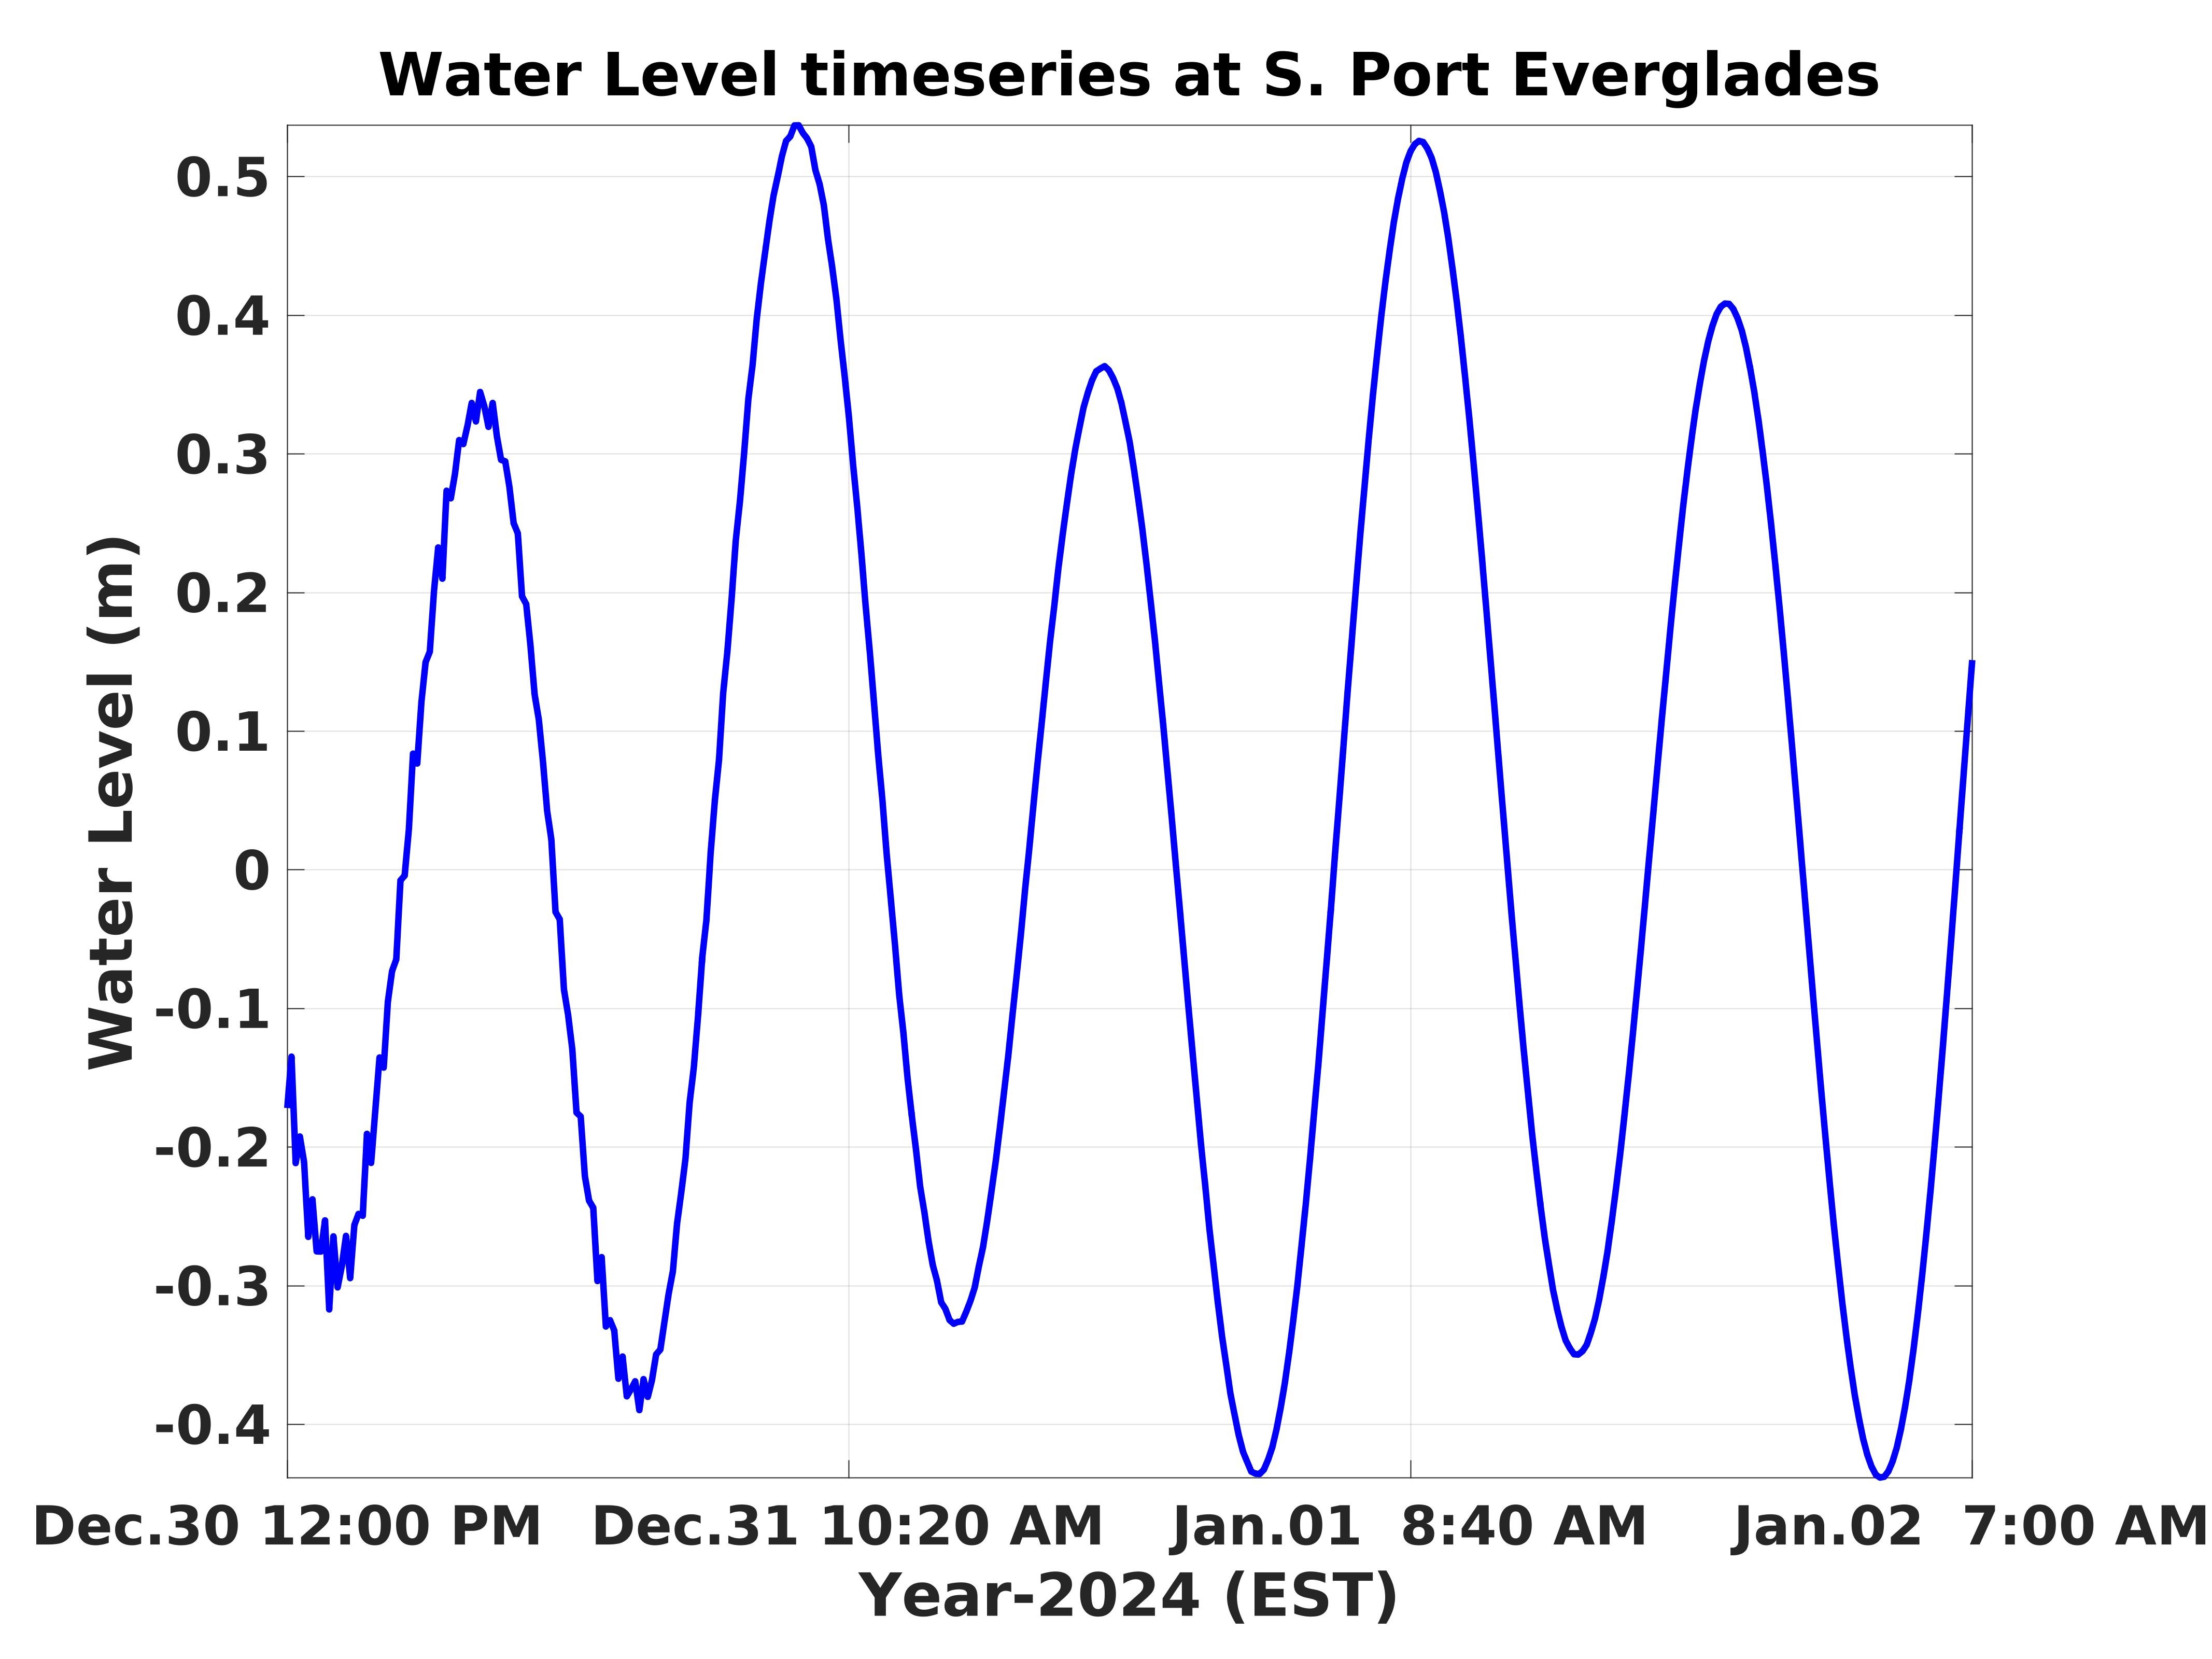 Water Level timeseries at S. Port Everglades
0.5
0.4
0.3
0.2
0.1
0
-0.1
-0.2
-0.3
-0.4
Water Level (m)
Dec.30 12:00 PM Dec.31 10:20 AM Jan.01 8:40 AM Jan.02 7:00 AM
Year-2024 (EST)